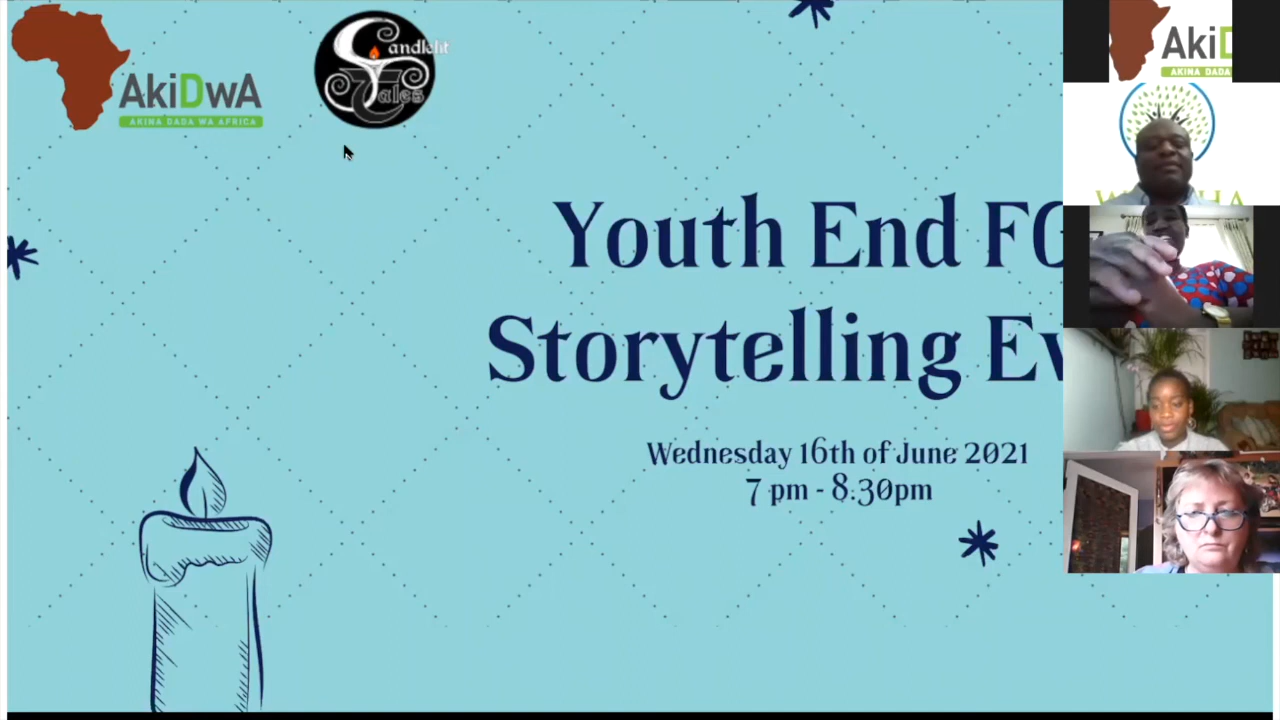 AkiDwA
AKINA DADA WA AFRICA
Candlelit
Tales
Youth End FG
Storytelling Ev
Wednesday 16th of June 2021
7 pm - 8.30pm
AkiD
AKINA DADA